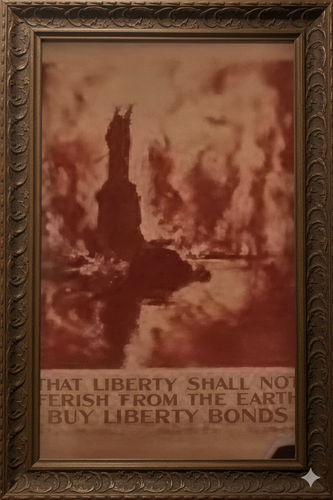 THAT LIBERTY SHALL NOT
FERISH FROM THE EARTH
BUY LIBERTY BONDS